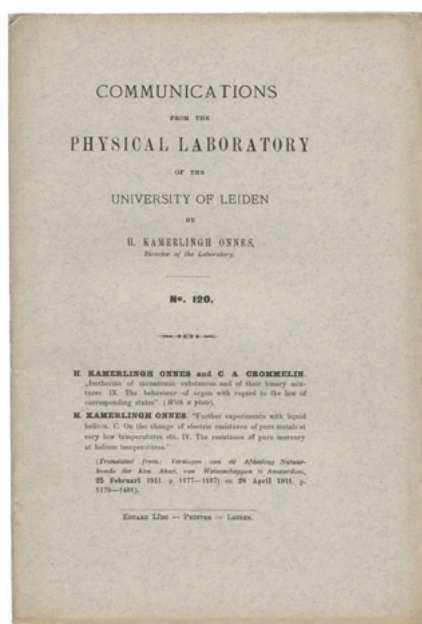 COMMUNICATIONS
FROM THE
PHYSICAL LABORATORY
OF THE
UNIVERSITY OF LEIDEN
BY
H. KAMERLINGH ONNES,
Director of the Laboratory.
No. 120.
H. KAMERLINGH ONNES and C. A CROMMELIN.
„Isotherms of monatomic substances and of their binary mix-
tures. IX. The behaviour of argon with regard to the law of
corresponding states". (With a plate).
H. KAMERLINGH ONNES. "Further experiments with liquid
helium. C. On the change of electric resistance of pure metals at
very low temperatures etc. IV. The resistance of pure mercury
at helium temperatures."
(Translated from: Verslagen van de Afdeeling Natuur-
kunde der Kon. Akad. van Wetenschappen te Amsterdam,
25 Februari 1911. p. 1477—1487) en 28 April 1911, p.
1479—1481).
EDUARD IJDO — PRINTER — LEIDEN.